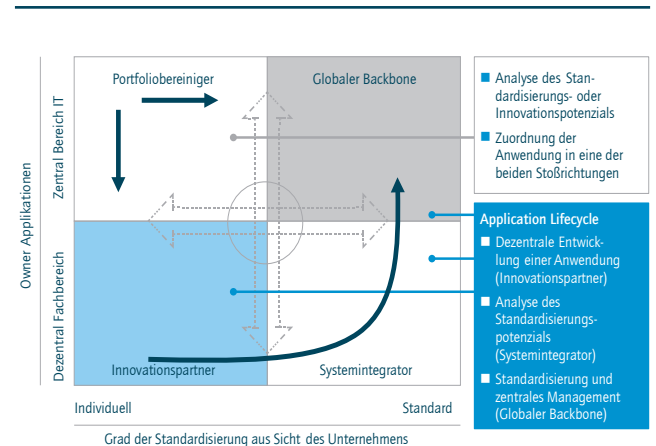 Portfoliobereiniger
Globaler Backbone
Owner Applikationen
Zentral Bereich IT
Dezentral Fachbereich
Innovationspartner
Systemintegrator
Individuell
Standard
Grad der Standardisierung aus Sicht des Unternehmens
Analyse des Stan-
dardisierungs- oder
Innovationspotenzials
Zuordnung der
Anwendung in eine der
beiden Stoßrichtungen
Application Lifecycle
Dezentrale Entwick-
lung einer Anwendung
(Innovationspartner)
Analyse des
Standardisierungs-
potenzials
(Systemintegrator)
Standardisierung und
zentrales Management
(Globaler Backbone)